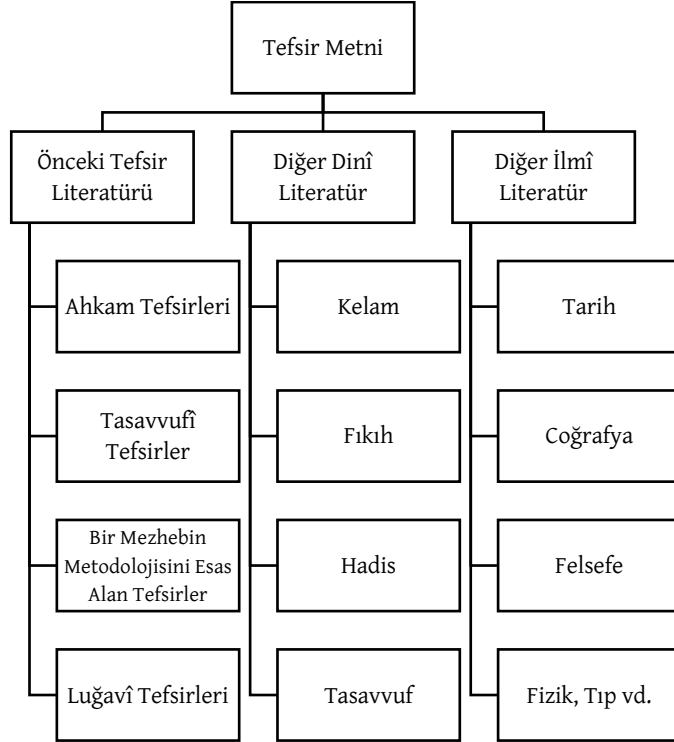 Tefsir Metni
Önceki Tefsir
Literatürü
Diğer Dinî
Literatür
Diğer İlmî
Literatür
Ahkam Tefsirleri
Kelam
Tarih
Tasavvufî
Tefsirler
Fıkıh
Coğrafya
Bir Mezhebin
Metodolojisini Esas
Alan Tefsirler
Hadis
Felsefe
Luğavî Tefsirleri
Tasavvuf
Fizik, Tıp vd.